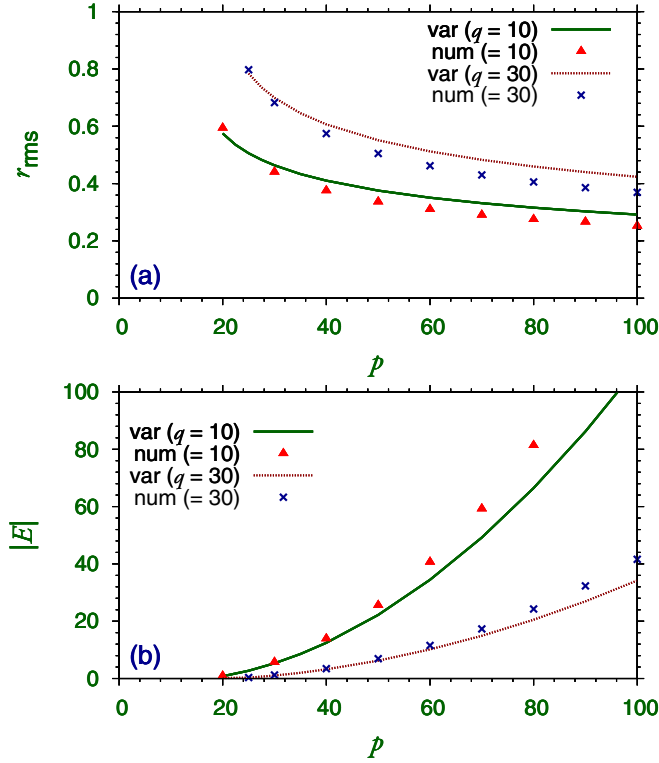 var (q = 10)
num (= 10)
var (q = 30)
num (= 30)
1
0.8
0.6
0.4
0.2
0
r rms
(a)
0 20 40 60 80 100
p
100
80
60
40
20
0
|E|
var (q = 10)
num (= 10)
var (q = 30)
num (= 30)
(b)
0 20 40 60 80 100
p